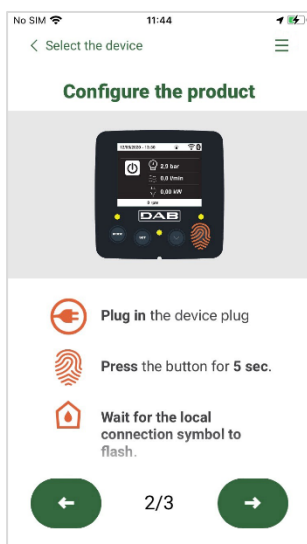 No SIM 11:44
Select the device
Configure the product
2,9 bar
0,0 l/min
0,00 kW
0 rpm
DAB
Plug in the device plug
Press the button for 5 sec.
Wait for the local
connection symbol to
flash.
2/3